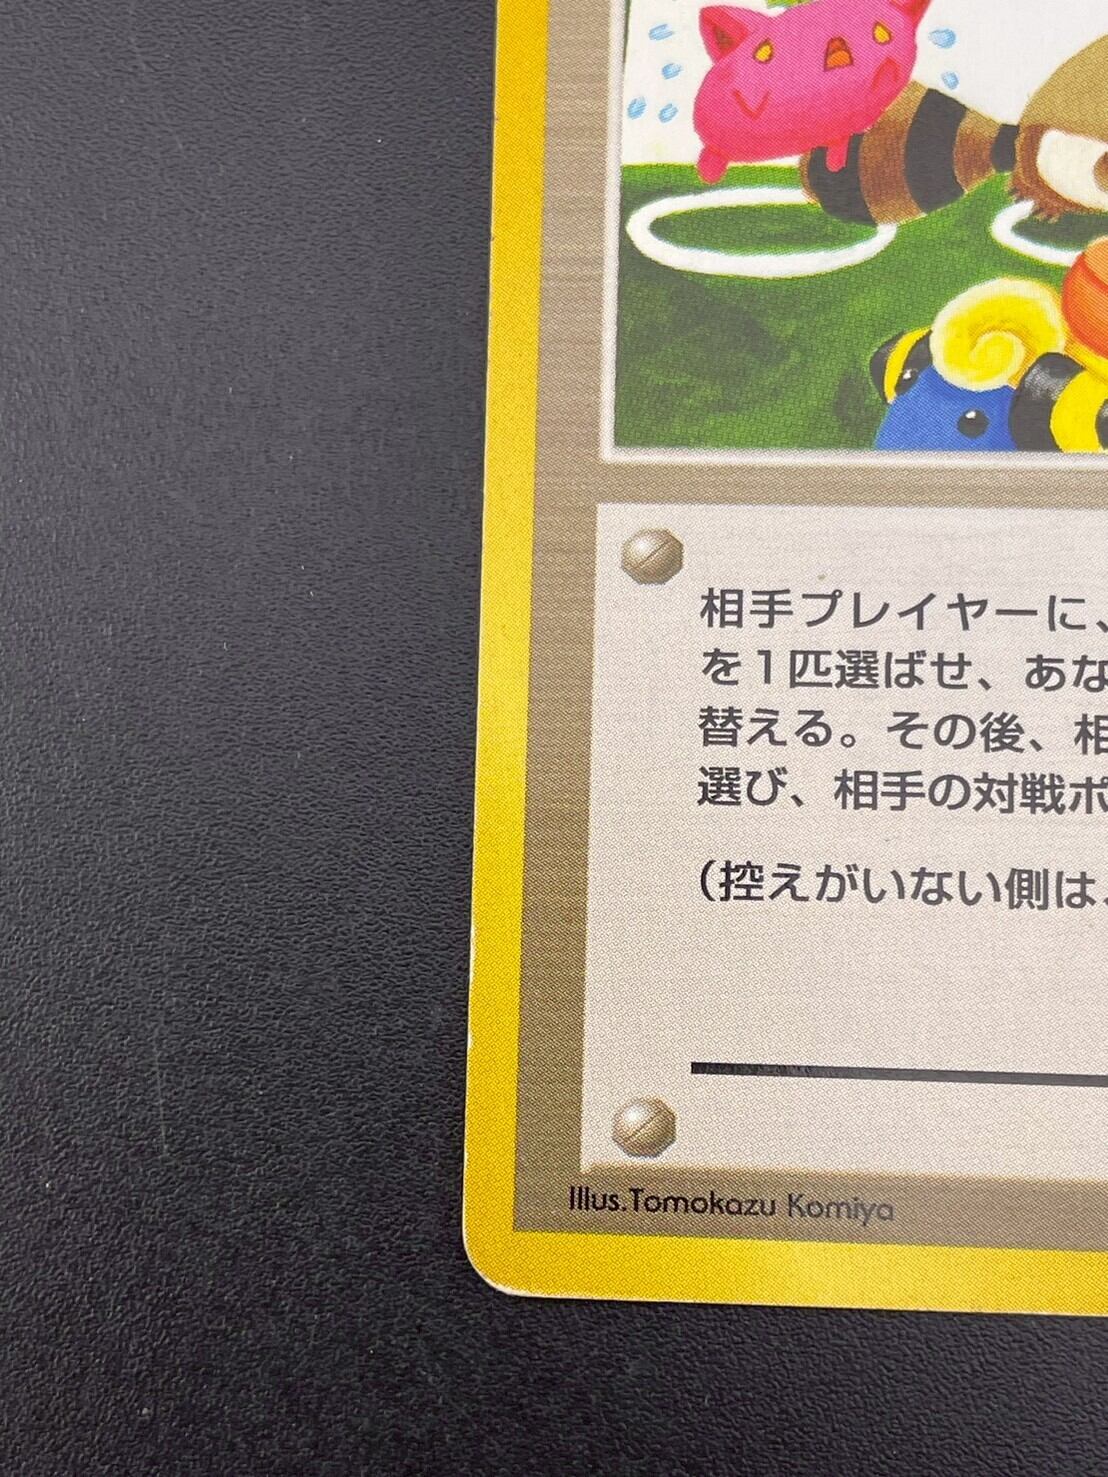 相手プレイヤーに、
を1匹選ばせ、あな
替える。その後、相
選び、相手の対戦ポ
（控えがいない側は、
Illus.Tomokazu Komiya